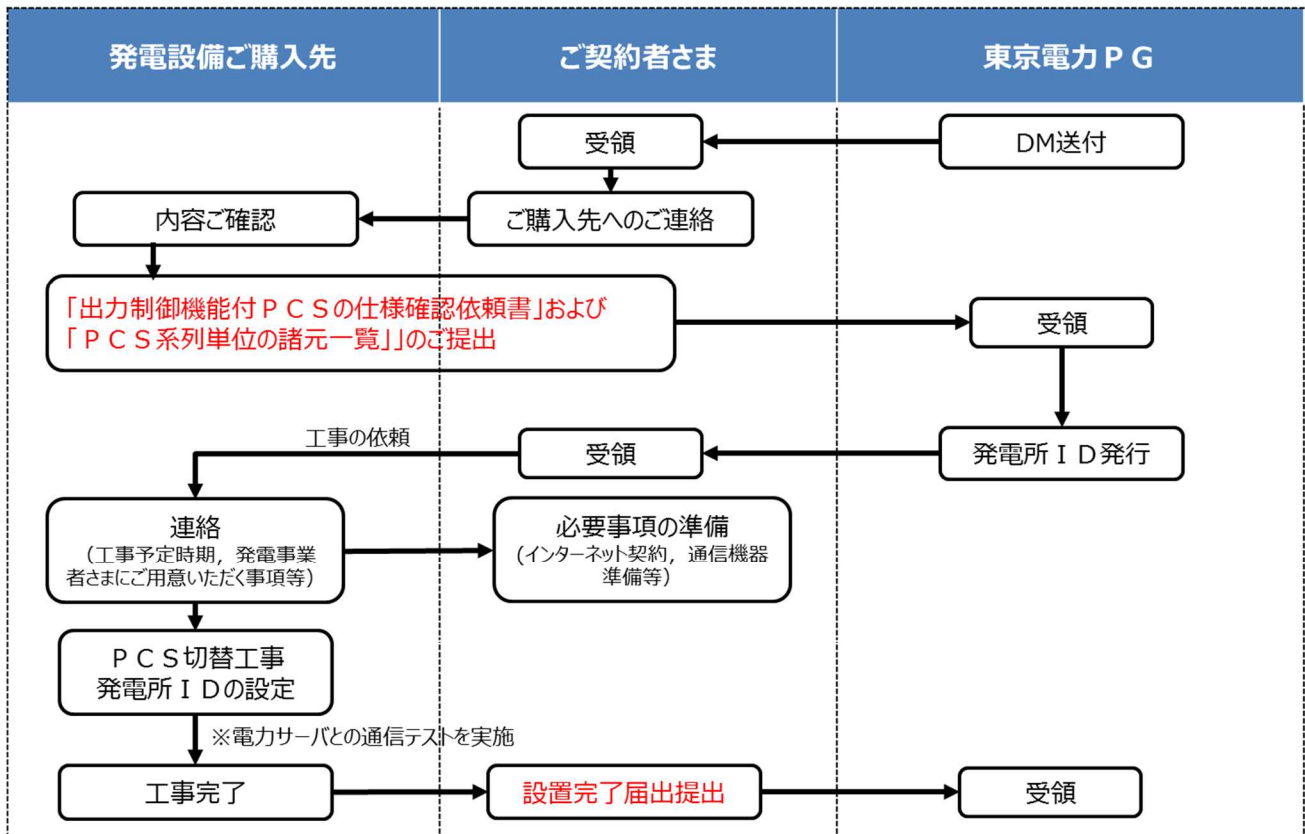 発電設備ご購入先
ご契約者さま
東京電力ＰＧ
受領
DM送付
内容ご確認
ご購入先へのご連絡
「出力制御機能付ＰＣＳの仕様確認依頼書」および
「ＰＣＳ系列単位の諸元一覧」」のご提出
受領
工事の依頼
受領
発電所ＩＤ発行
連絡
（工事予定時期，発電事業
者さまにご用意いただく事項等）
必要事項の準備
(インターネット契約，通信機器
準備等）
ＰＣＳ切替工事
発電所ＩＤの設定
※電力サーバとの通信テストを実施
工事完了
設置完了届出提出
受領